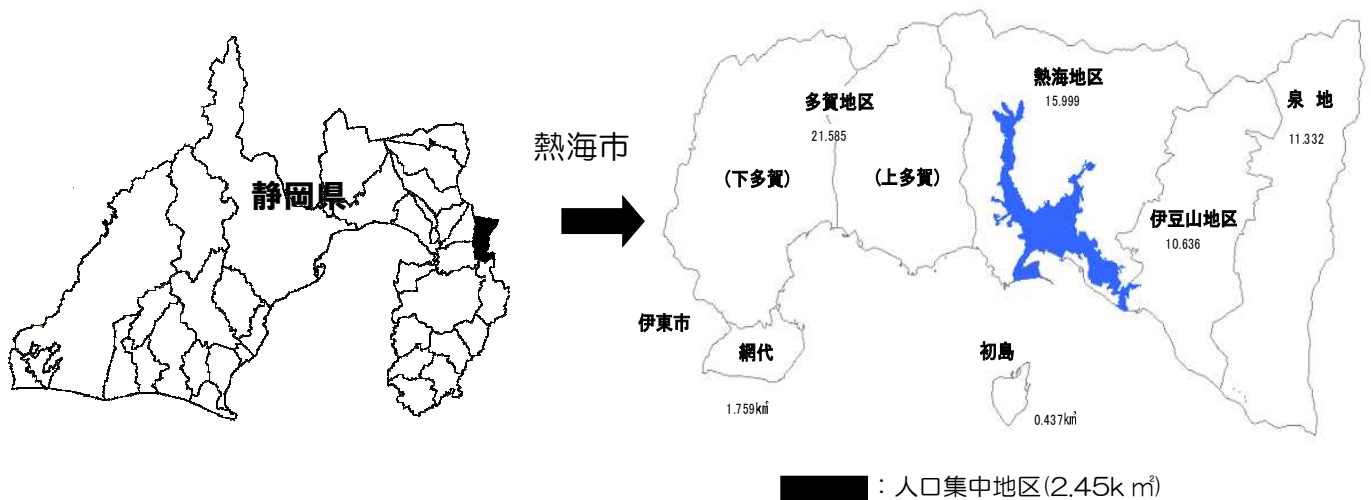 静岡県
熱海市
熱海地区
15.999
多賀地区
21.585
泉 地
11.332
(下多賀)
(上多賀)
伊豆山地区
10.636
伊東市
網代
1.759k㎡
初島
0.437k㎡
：人口集中地区(2.45k㎡)